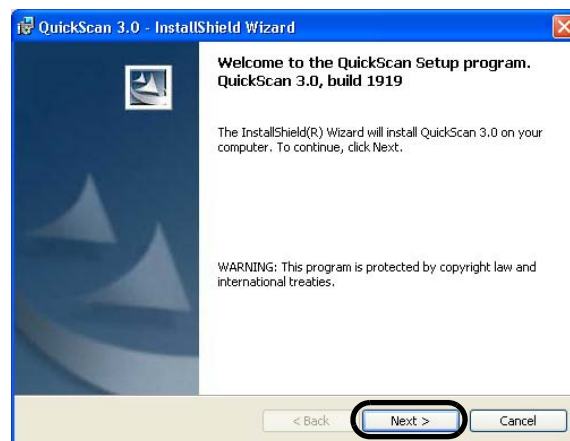 QuickScan 3.0 - InstallShield Wizard
Welcome to the QuickScan Setup program.
QuickScan 3.0, build 1919
The InstallShield(R) Wizard will install QuickScan 3.0 on your
computer. To continue, click Next.
WARNING: This program is protected by copyright law and
international treaties.
< Back
Next >
Cancel